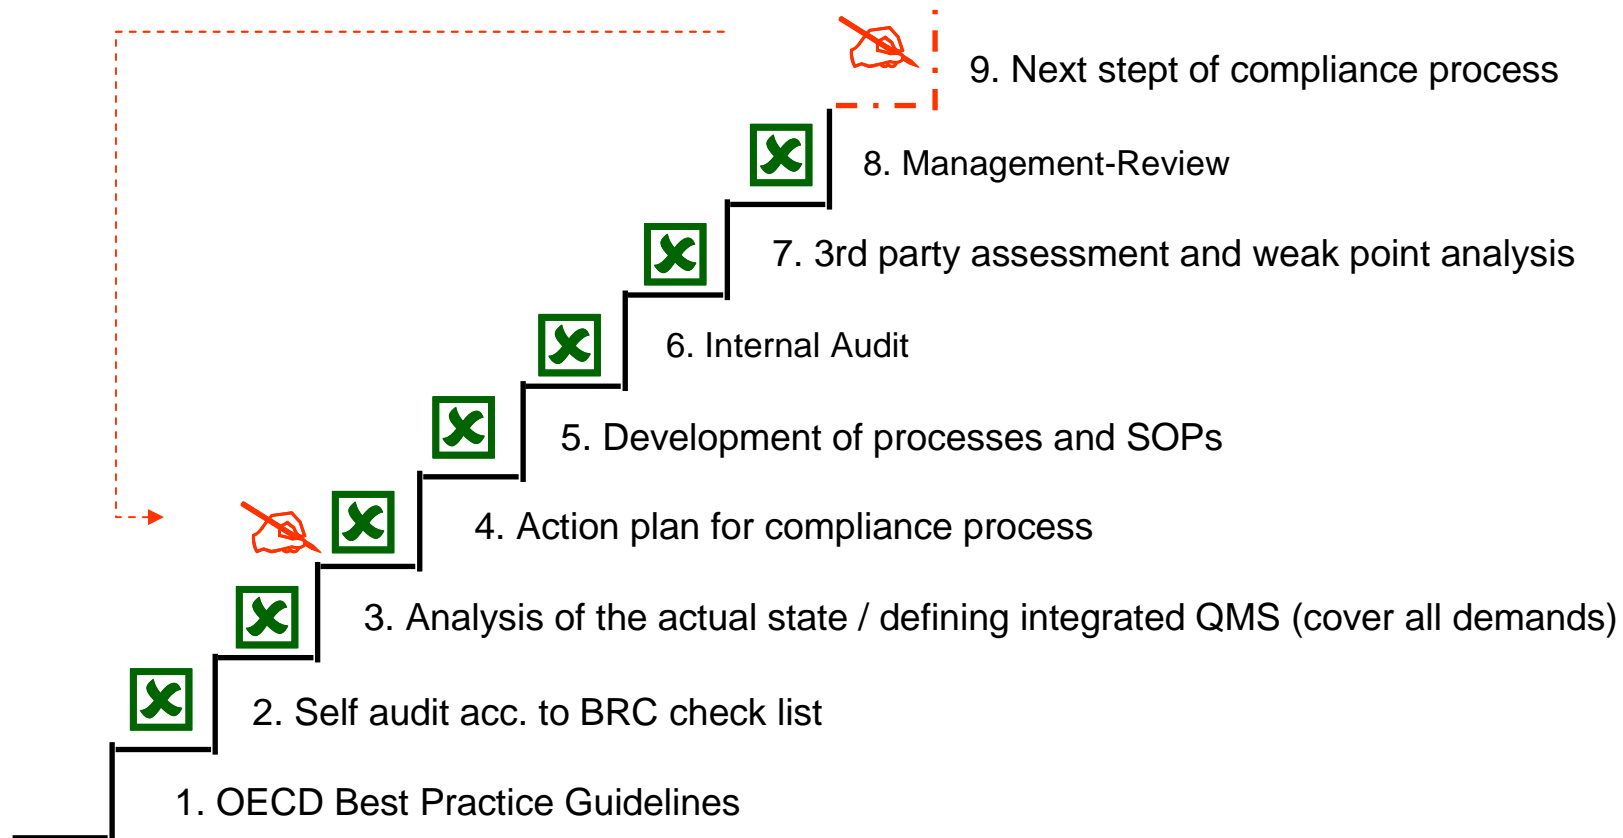 9. Next stept of compliance process
8. Management-Review
7. 3rd party assessment and weak point analysis
6. Internal Audit
5. Development of processes and SOPs
4. Action plan for compliance process
3. Analysis of the actual state / defining integrated QMS (cover all demands)
2. Self audit acc. to BRC check list
1. OECD Best Practice Guidelines